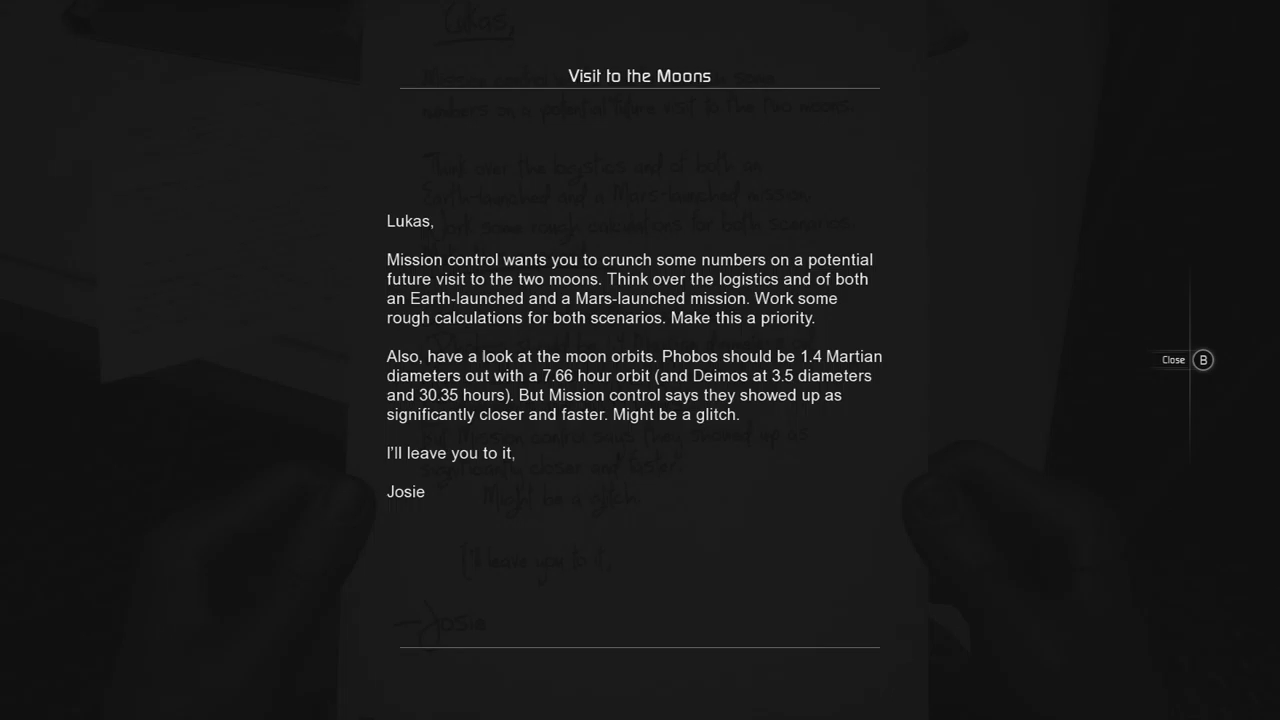 Visit to the Moons
Lukas,
Mission control wants you to crunch some numbers on a potential
future visit to the two moons. Think over the logistics and of both
an Earth-launched and a Mars-launched mission. Work some
rough calculations for both scenarios. Make this a priority.
Also, have a look at the moon orbits. Phobos should be 1.4 Martian
diameters out with a 7.66 hour orbit (and Deimos at 3.5 diameters
and 30.35 hours). But Mission control says they showed up as
significantly closer and faster. Might be a glitch.
I'll leave you to it,
Josie
Close B